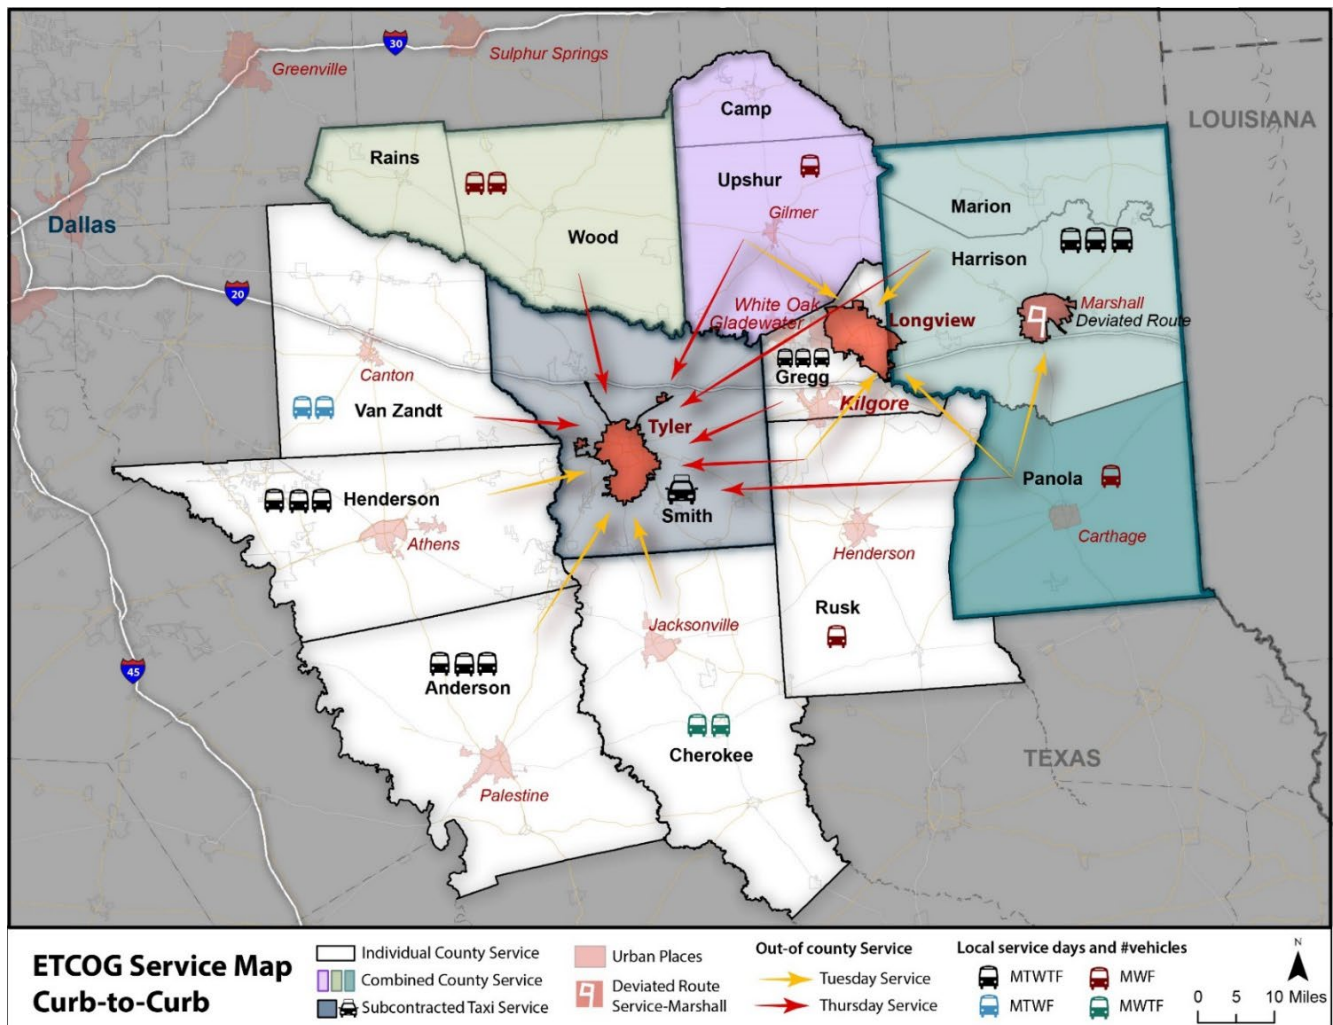 30
Sulphur Springs
Greenville
Camp
LOUISIANA
Rains
Upshur
Marion
Gilmer
Dallas
Wood
Harrison
20
White Oak
Gladewater
Longview
Marshall
Deviated Route
9
Canton
Gregg
Kilgore
Van Zandt
Tyler
Panola
Henderson
Smith
Athens
Henderson
Carthage
Rusk
Jacksonville
45
Anderson
Cherokee
TEXAS
Palestine
ETCOG Service Map
Curb-to-Curb
Individual County Service
Combined County Service
Subcontracted Taxi Service
Urban Places
9
Deviated Route
Service-Marshall
Out-of county Service
Tuesday Service
Thursday Service
Local service days and #vehicles
MTWTF
MWF
MTWF
MWTF
N
0 5 10 Miles